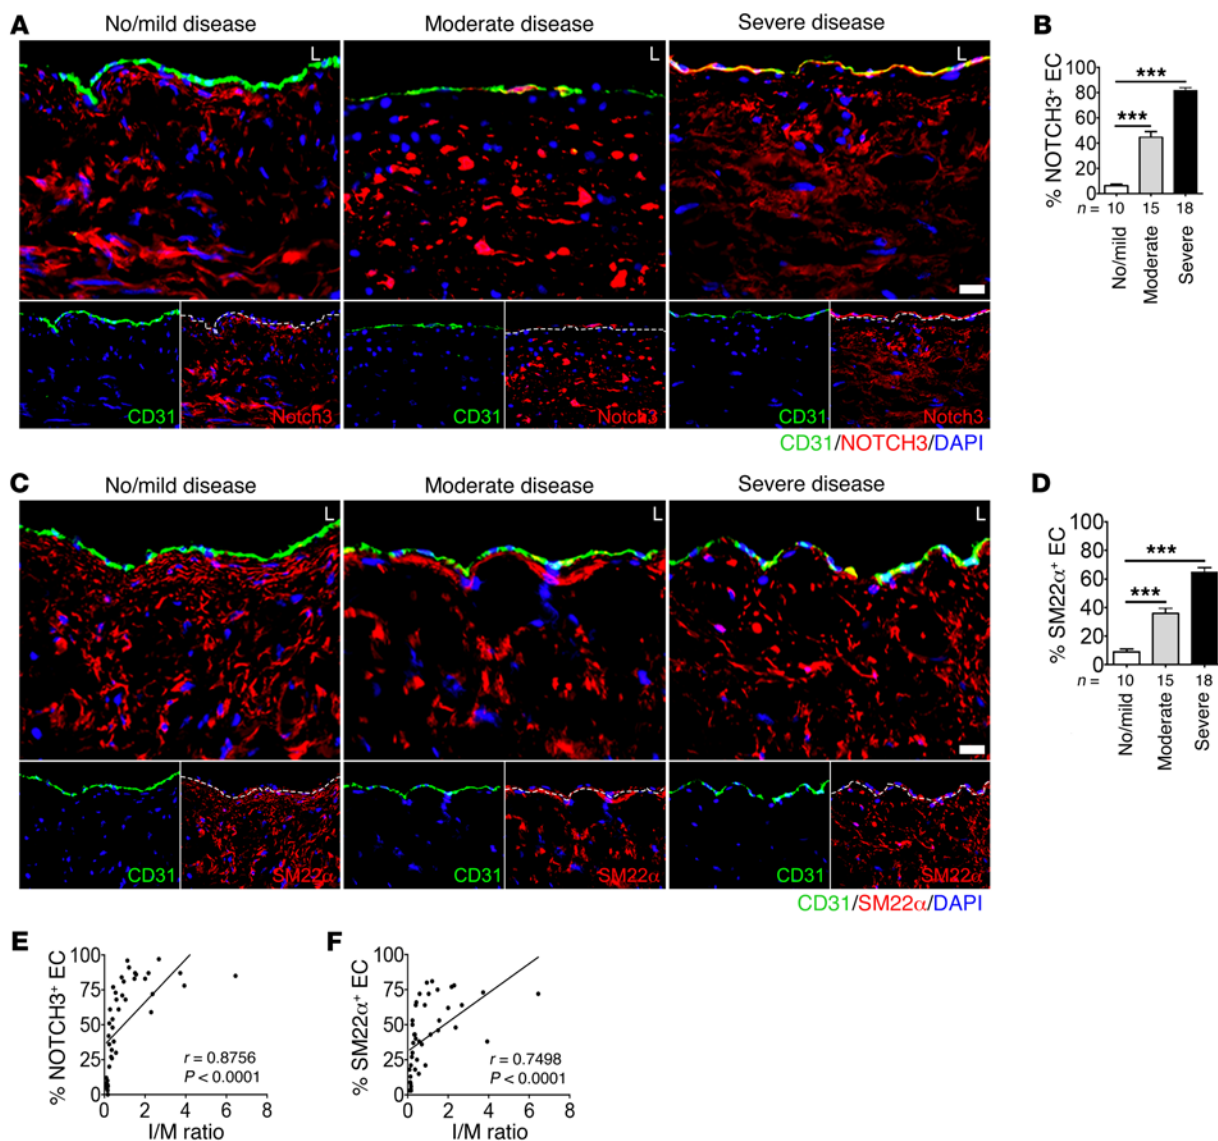 A
No/mild disease
Moderate disease
Severe disease
L
L
L
CD31
Notch3
CD31
Notch3
CD31
Notch3
CD31/NOTCH3/DAPI
B
% NOTCH3+ EC
100
80
60
40
20
0
***
***
n = 10 15 18
No/mild
Moderate
Severe
C
No/mild disease
Moderate disease
Severe disease
L
L
L
CD31
SM22α
CD31
SM22α
CD31
SM22α
CD31/SM22α/DAPI
D
% SM22α+ EC
100
80
60
40
20
0
***
***
n = 10 15 18
No/mild
Moderate
Severe
E
% NOTCH3+ EC
100
75
50
25
0
r = 0.8756
P < 0.0001
0 2 4 6 8
I/M ratio
F
% SM22α+ EC
100
75
50
25
0
r = 0.7498
P < 0.0001
0 2 4 6 8
I/M ratio